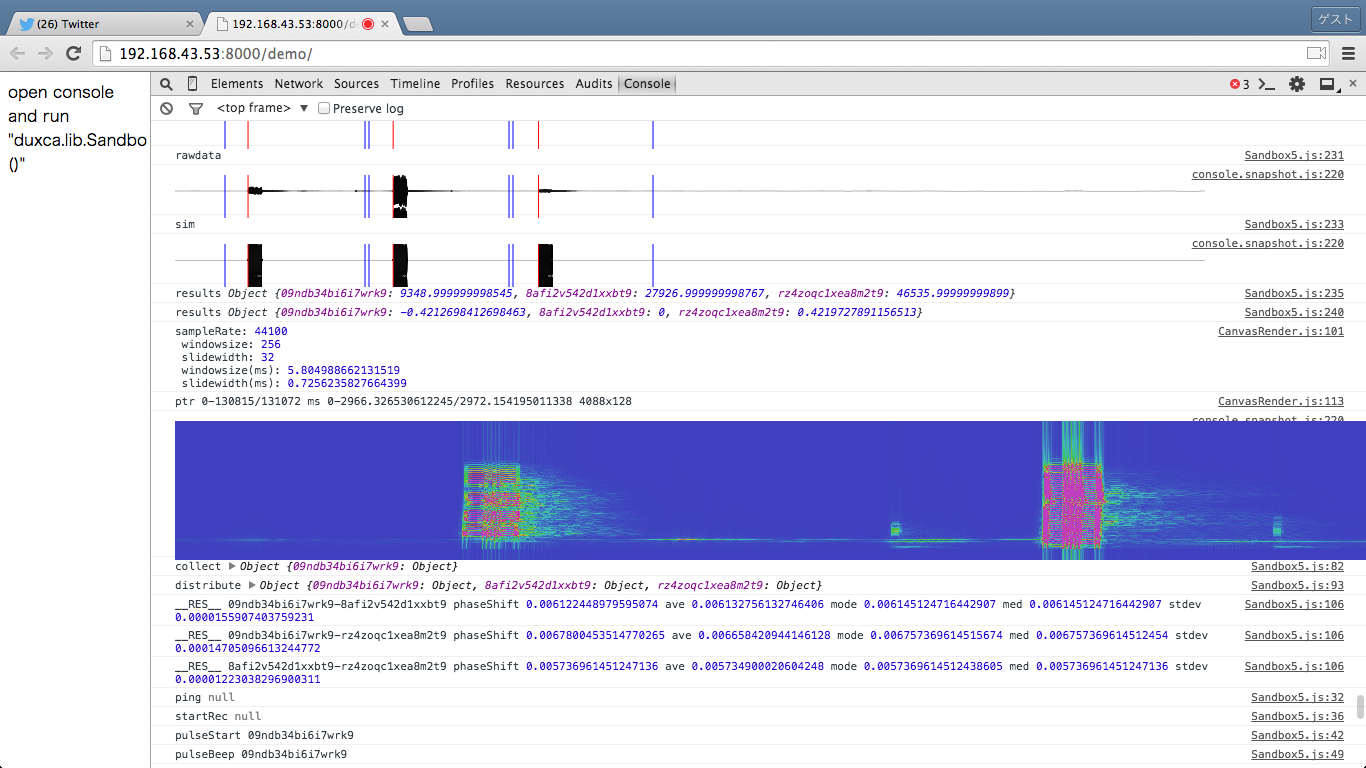 (26) Twitter
192.168.43.53:8000/d
ゲスト
192.168.43.53:8000/demo/
open console
and run
"duxca.lib.Sandbo
()"
Elements Network Sources Timeline Profiles Resources Audits Console
3
<top frame> Preserve log
rawdata Sandbox5.js:231
console.snapshot.js:220
sim Sandbox5.js:233
console.snapshot.js:220
results Object {09ndb34bi6i7wrk9: 9348.999999998545, 8afi2v542d1xxbt9: 27926.999999998767, rz4zoqc1xea8m2t9: 46535.99999999899} Sandbox5.js:235
results Object {09ndb34bi6i7wrk9: -0.4212698412698463, 8afi2v542d1xxbt9: 0, rz4zoqc1xea8m2t9: 0.4219727891156513} Sandbox5.js:240
sampleRate: 44100 CanvasRender.js:101
windowsize: 256
slidewidth: 32
windowsize(ms): 5.804988662131519
slidewidth(ms): 0.7256235827664399
ptr 0-130815/131072 ms 0-2966.326530612245/2972.154195011338 4088x128 CanvasRender.js:113
console.snapshot.js:220
collect Object {09ndb34bi6i7wrk9: Object} Sandbox5.js:82
distribute Object {09ndb34bi6i7wrk9: Object, 8afi2v542d1xxbt9: Object, rz4zoqc1xea8m2t9: Object} Sandbox5.js:93
__RES__ 09ndb34bi6i7wrk9-8afi2v542d1xxbt9 phaseShift 0.006122448979595074 ave 0.006132756132746406 mode 0.006145124716442907 med 0.006145124716442907 stdev Sandbox5.js:106
0.0000155907403759231
__RES__ 09ndb34bi6i7wrk9-rz4zoqc1xea8m2t9 phaseShift 0.0067800453514770265 ave 0.006658420944146128 mode 0.006757369614515674 med 0.006757369614512454 stdev Sandbox5.js:106
0.00014705096613244772
__RES__ 8afi2v542d1xxbt9-rz4zoqc1xea8m2t9 phaseShift 0.005736961451247136 ave 0.005734900020604248 mode 0.0057369614512438605 med 0.005736961451247136 stdev Sandbox5.js:106
0.00001223038296900311
ping null Sandbox5.js:32
startRec null Sandbox5.js:36
pulseStart 09ndb34bi6i7wrk9 Sandbox5.js:42
pulseBeep 09ndb34bi6i7wrk9 Sandbox5.js:49